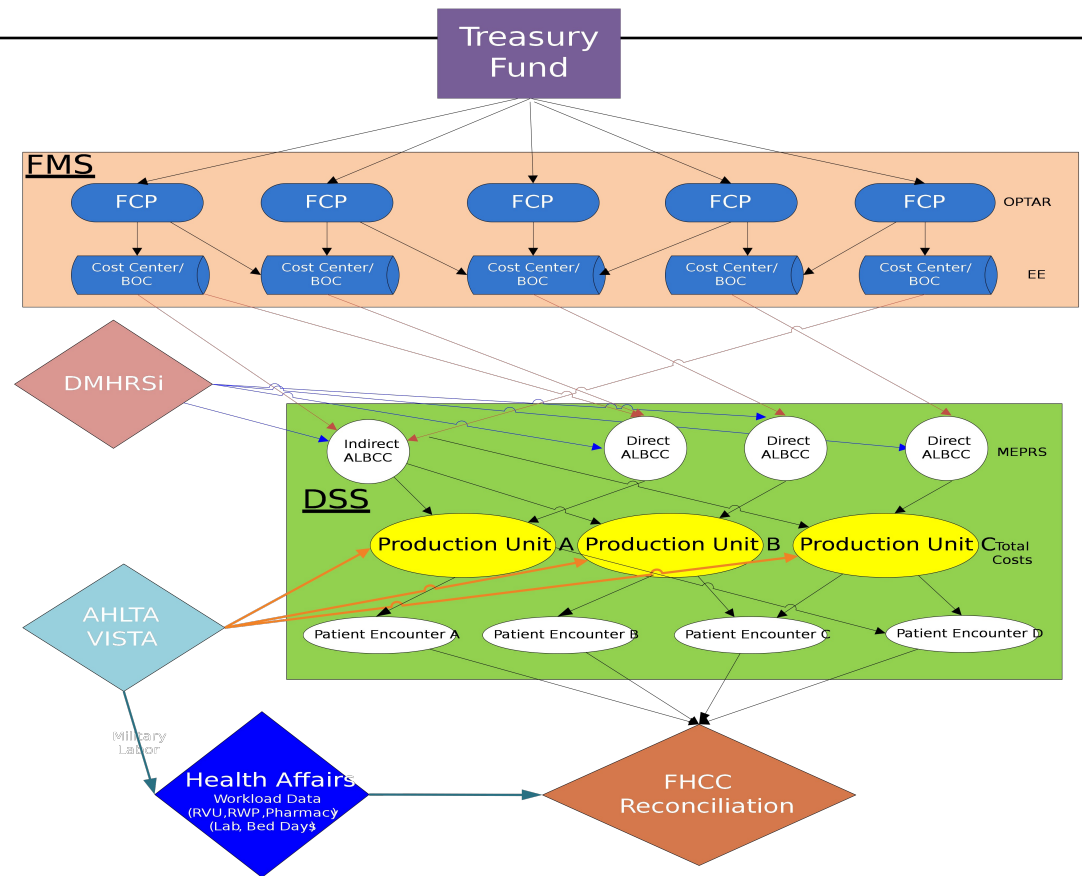 Treasury
Fund
FMS
FCP
FCP
FCP
FCP
FCP
OPTAR
Cost Center/
BOC
Cost Center/
BOC
Cost Center/
BOC
Cost Center/
BOC
Cost Center/
BOC
EE
DMHRSi
Indirect
ALBCC
Direct
ALBCC
Direct
ALBCC
Direct
ALBCC
MEPRS
DSS
Production Unit A
Production Unit B
Production Unit C
Total
Costs
AHLTA
VISTA
Patient Encounter A
Patient Encounter B
Patient Encounter C
Patient Encounter D
Military
Labor
Health Affairs
Workload Data
(RVU,RWP,Pharmacy
(Lab, Bed Days)
FHCC
Reconciliation